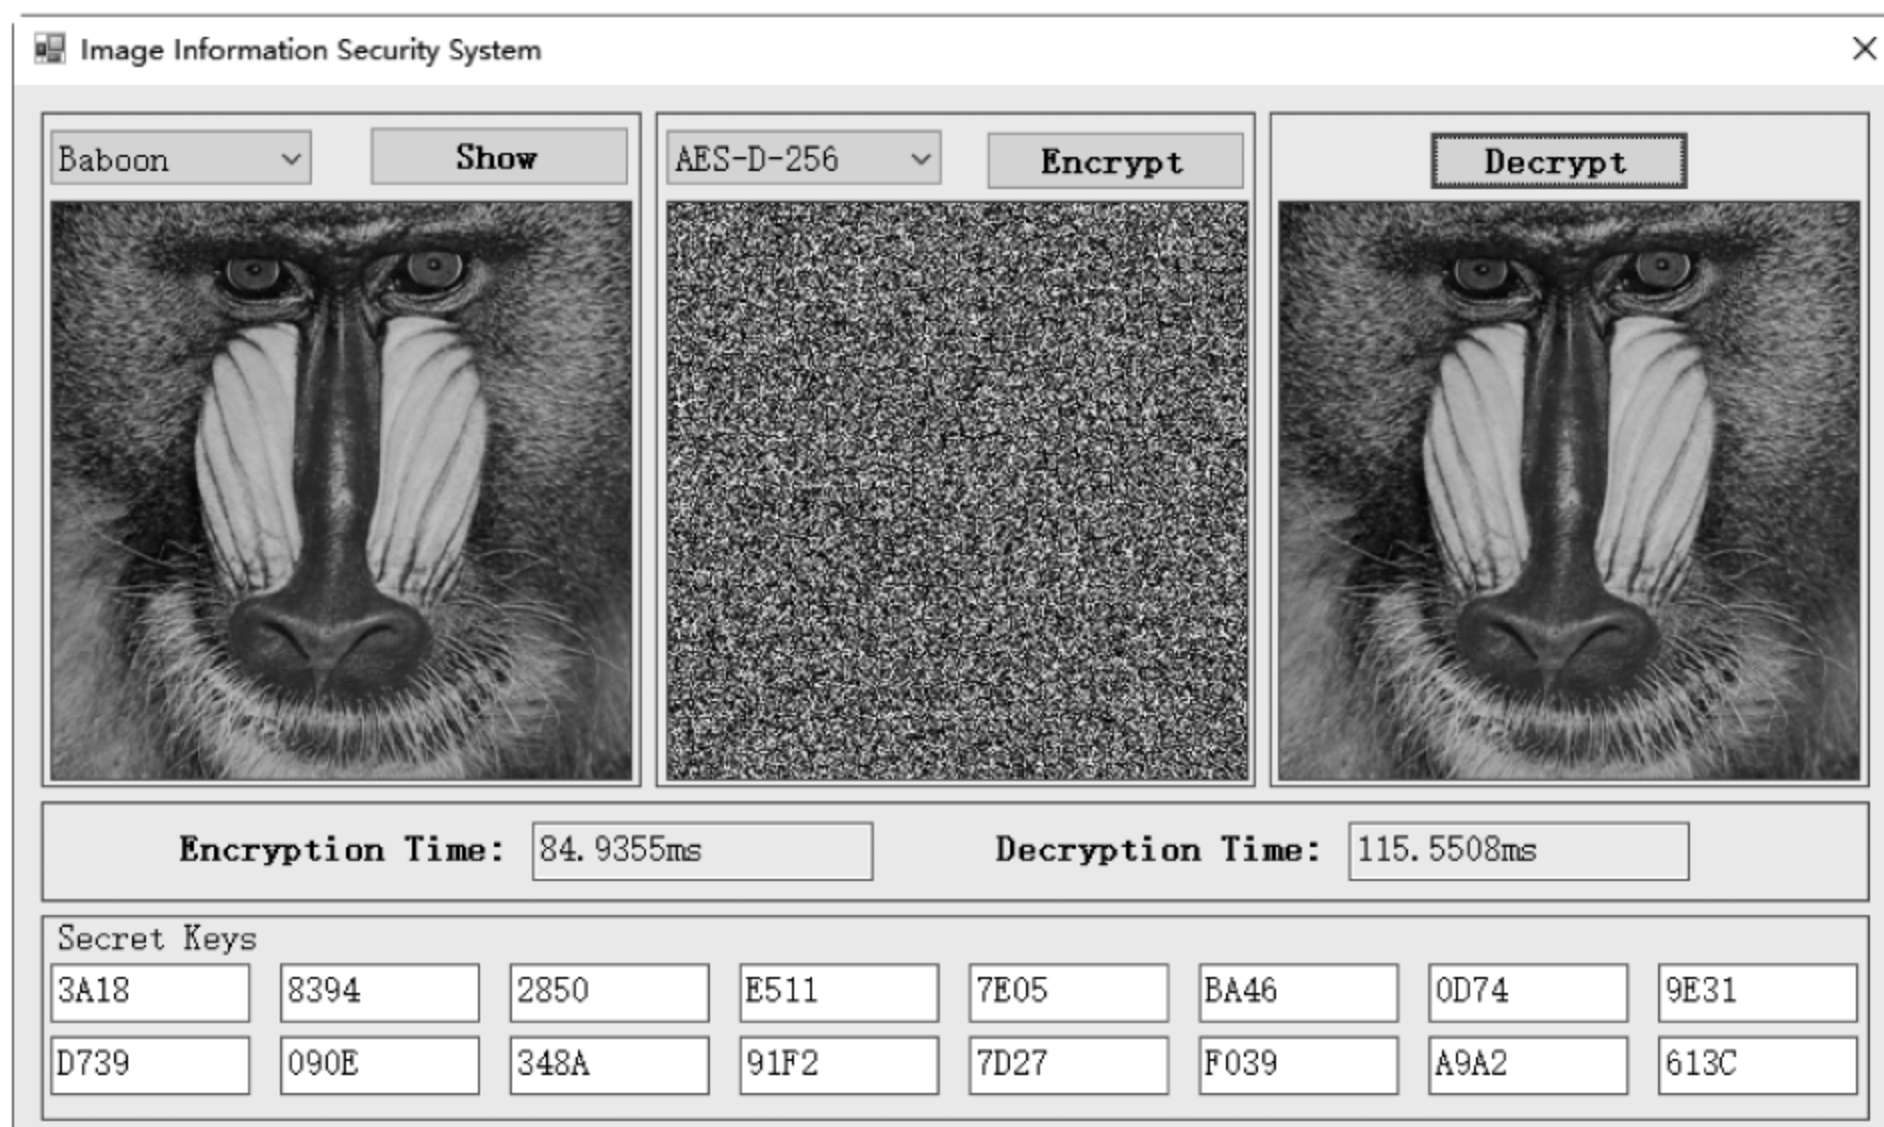 Image Information Security System
Baboon Show AES-D-256 Encrypt Decrypt
Encryption Time: 84.9355ms Decryption Time: 115.5508ms
Secret Keys
3A18 8394 2850 E511 7E05 BA46 0D74 9E31
D739 090E 348A 91F2 7D27 F039 A9A2 613C